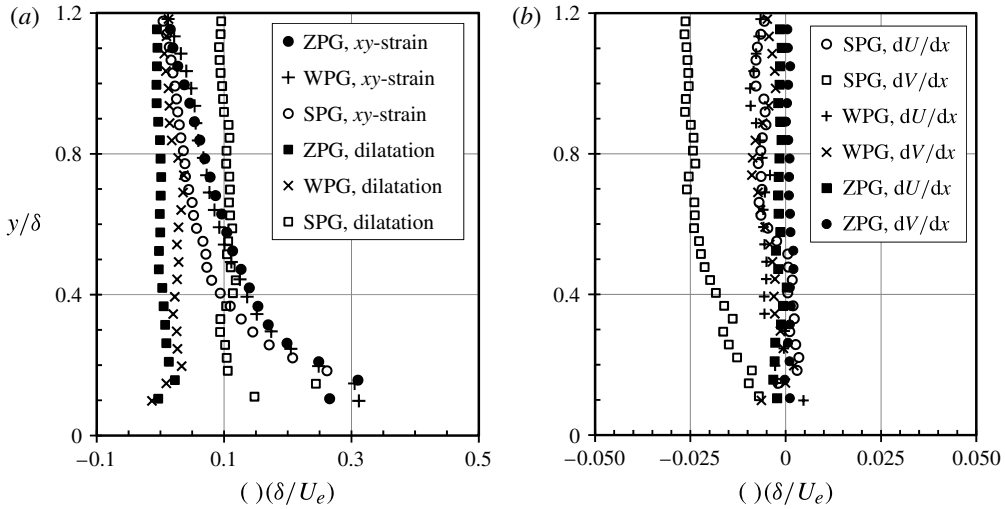 (a)
1.2
0.8
0.4
0
y/δ
ZPG, xy-strain
WPG, xy-strain
SPG, xy-strain
ZPG, dilatation
WPG, dilatation
SPG, dilatation
−0.1
0.1
0.3
0.5
( )(δ/Ue)
(b)
1.2
0.8
0.4
0
SPG, dU/dx
SPG, dV/dx
WPG, dU/dx
WPG, dV/dx
ZPG, dU/dx
ZPG, dV/dx
−0.050
−0.025
0
0.025
0.050
( )(δ/Ue)